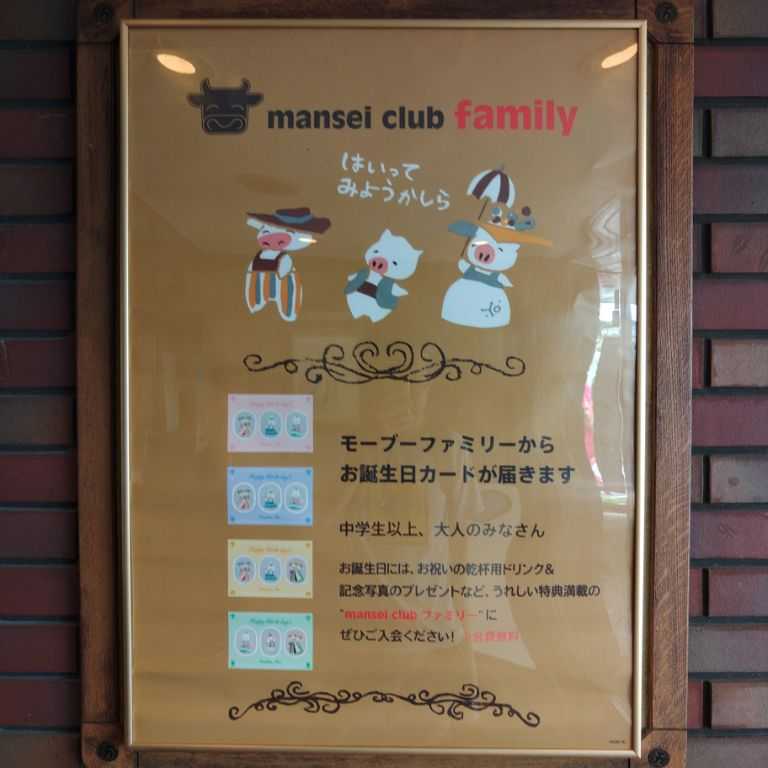 mansei club family
はいって
みようかしら
モーブーファミリーから
お誕生日カードが届きます
中学生以上、大人のみなさん
お誕生日には、お祝いの乾杯用ドリンク&
記念写真のプレゼントなど、うれしい特典満載の
"mansei club ファミリー"に
ぜひご入会ください! 会費無料